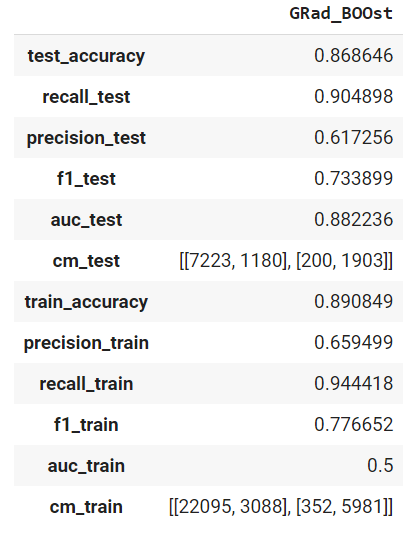 GRad_BOOst
test_accuracy 0.868646
recall_test 0.904898
precision_test 0.617256
f1_test 0.733899
auc_test 0.882236
cm_test [[7223, 1180], [200, 1903]]
train_accuracy 0.890849
precision_train 0.659499
recall_train 0.944418
f1_train 0.776652
auc_train 0.5
cm_train [[22095, 3088], [352, 5981]]